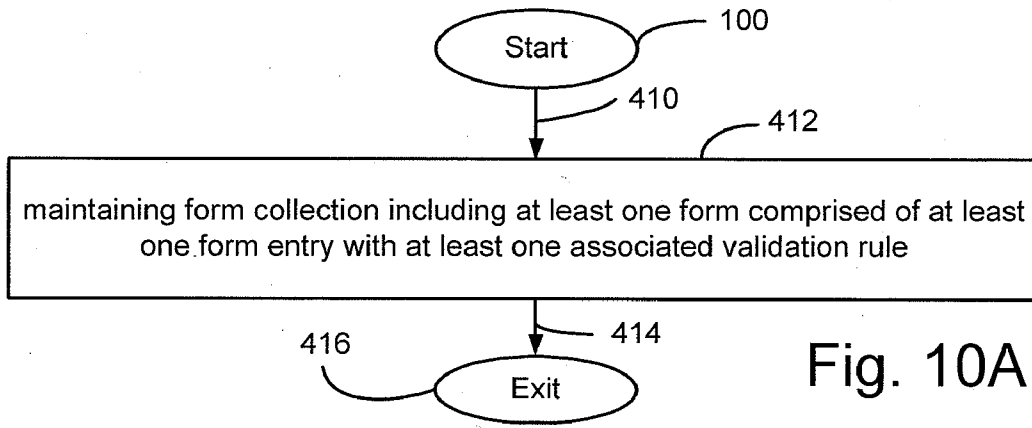 Start
100
410
412
maintaining form collection including at least one form comprised of at least
one form entry with at least one associated validation rule
414
416
Exit
Fig. 10A